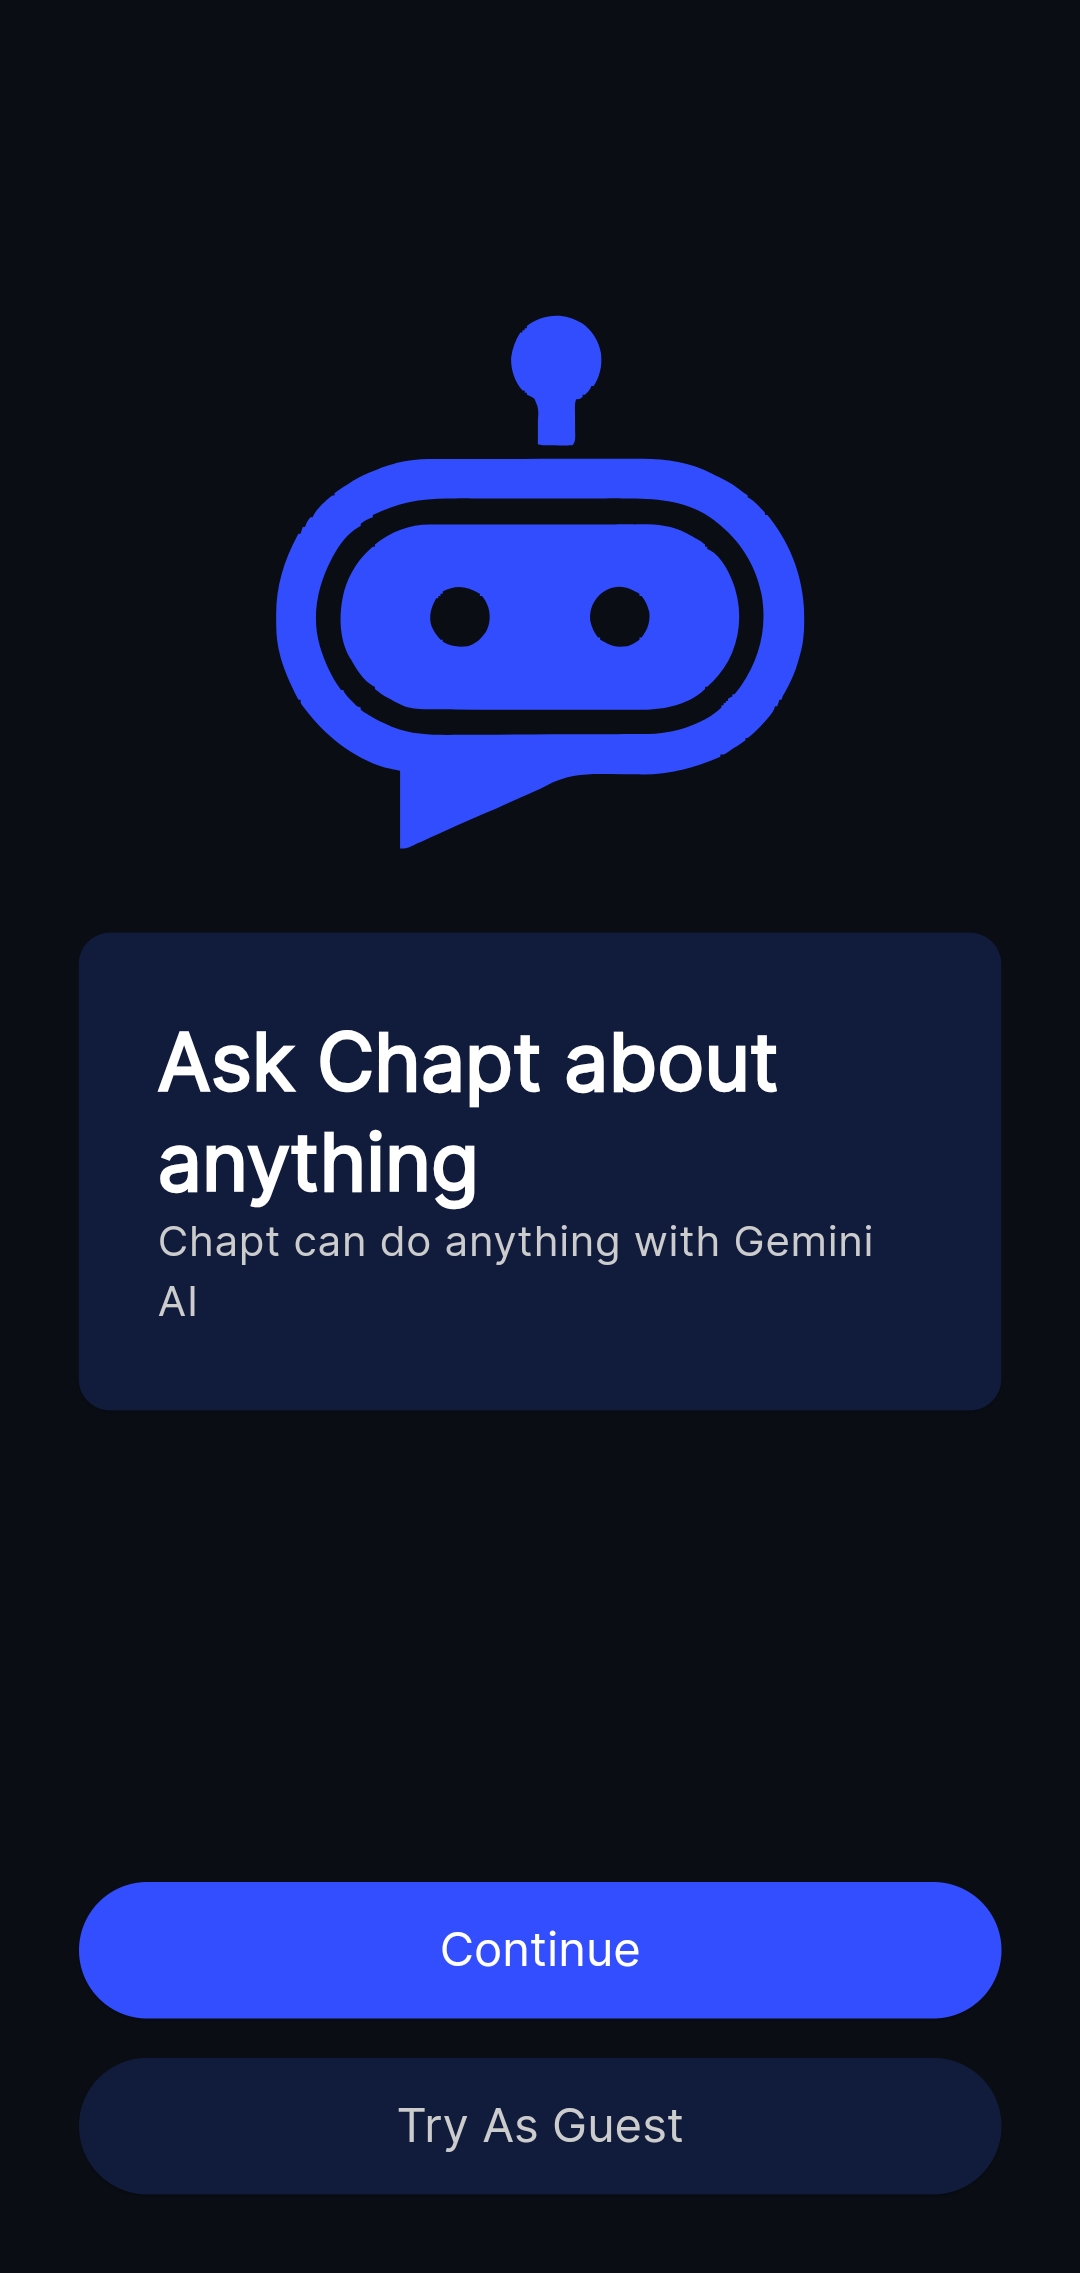 Ask Chapt about
anything
Chapt can do anything with Gemini
AI
Continue
Try As Guest